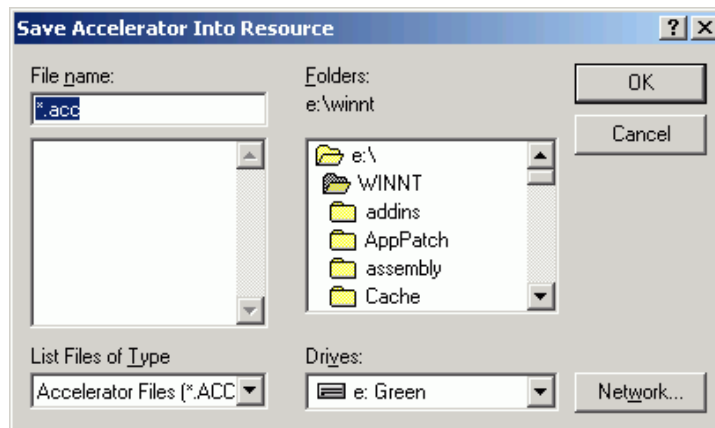 Save Accelerator Into Resource
File name:
*.acc
Folders:
e:\winnt
e:\
WINNT
addins
AppPatch
assembly
Cache
OK
Cancel
List Files of Type
Accelerator Files (*.ACC
Drives:
e: Green
Network...